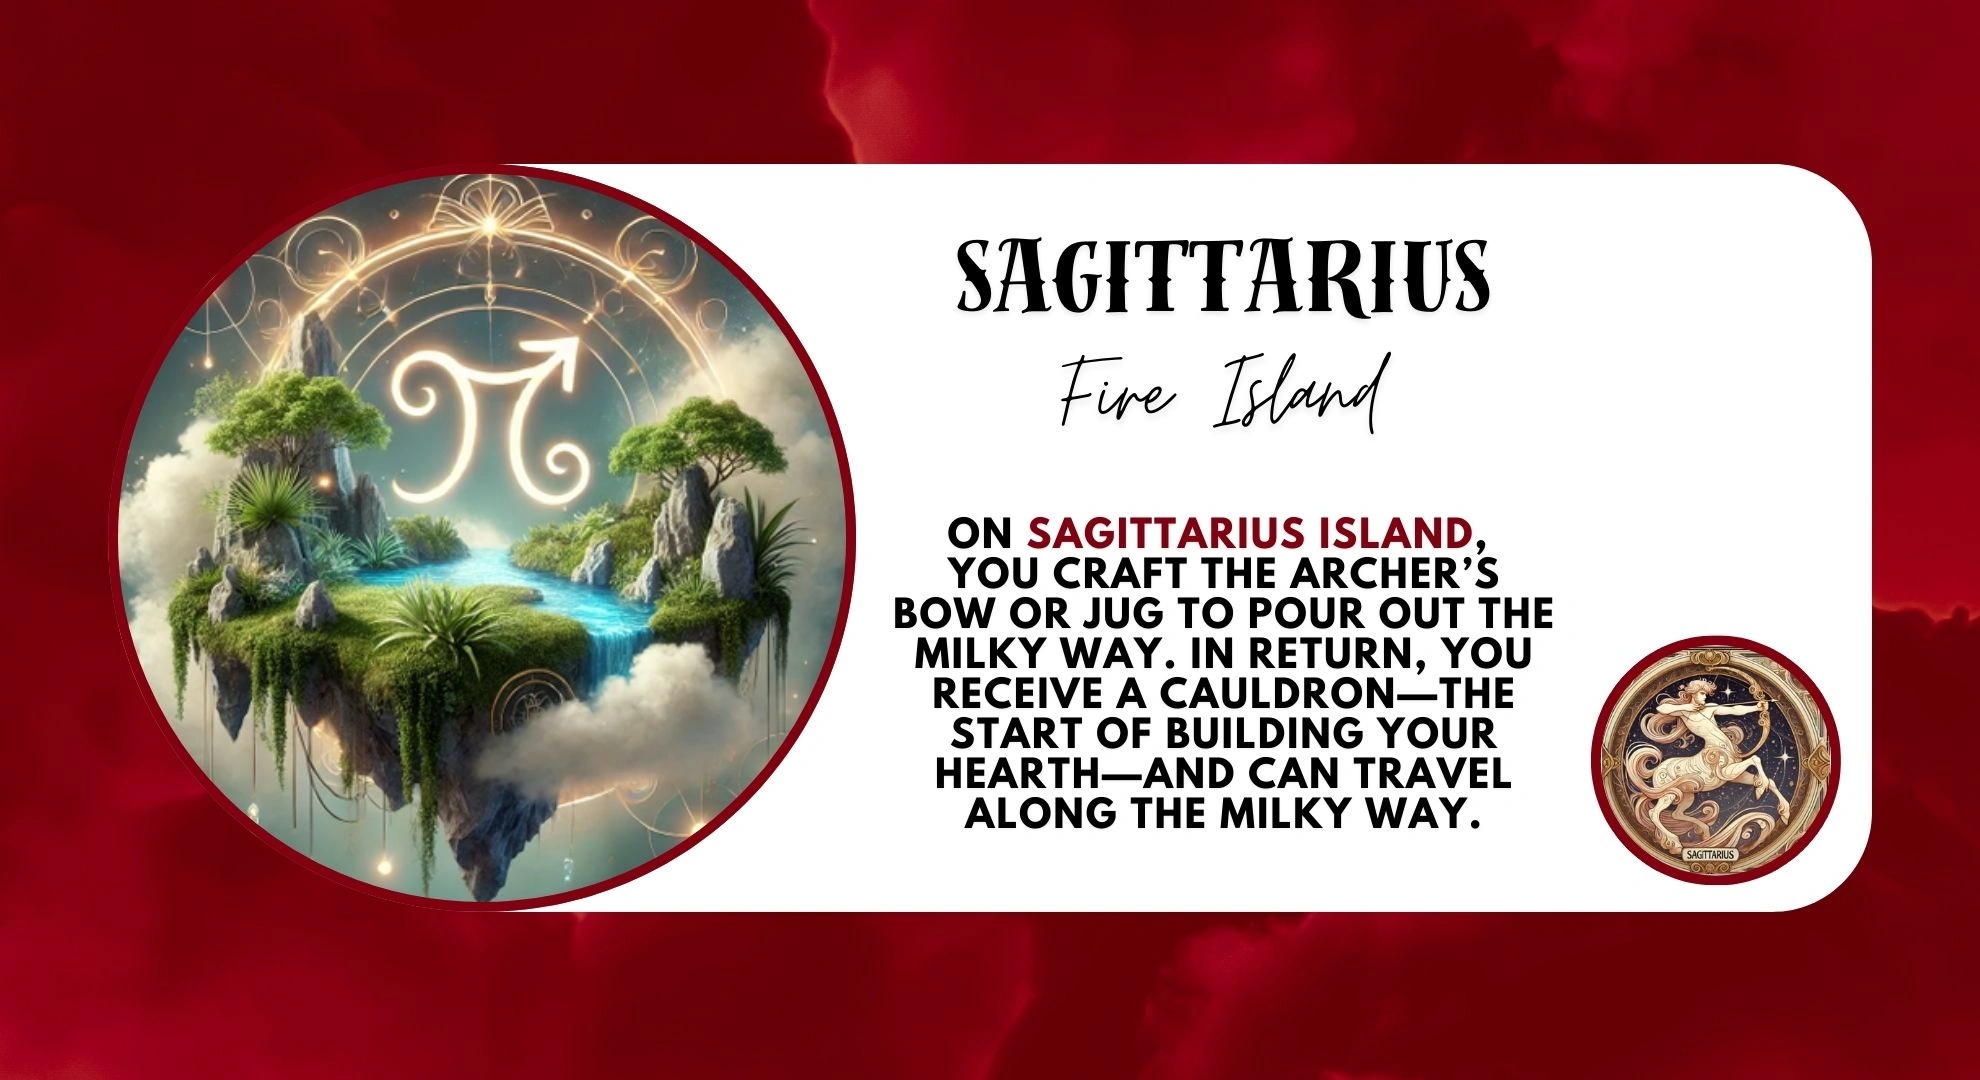 SAGITTARIUS
Fire Island
ON SAGITTARIUS ISLAND,
YOU CRAFT THE ARCHER’S
BOW OR JUG TO POUR OUT THE
MILKY WAY. IN RETURN, YOU
RECEIVE A CAULDRON—THE
START OF BUILDING YOUR
HEARTH—AND CAN TRAVEL
ALONG THE MILKY WAY.
SAGITTARIUS